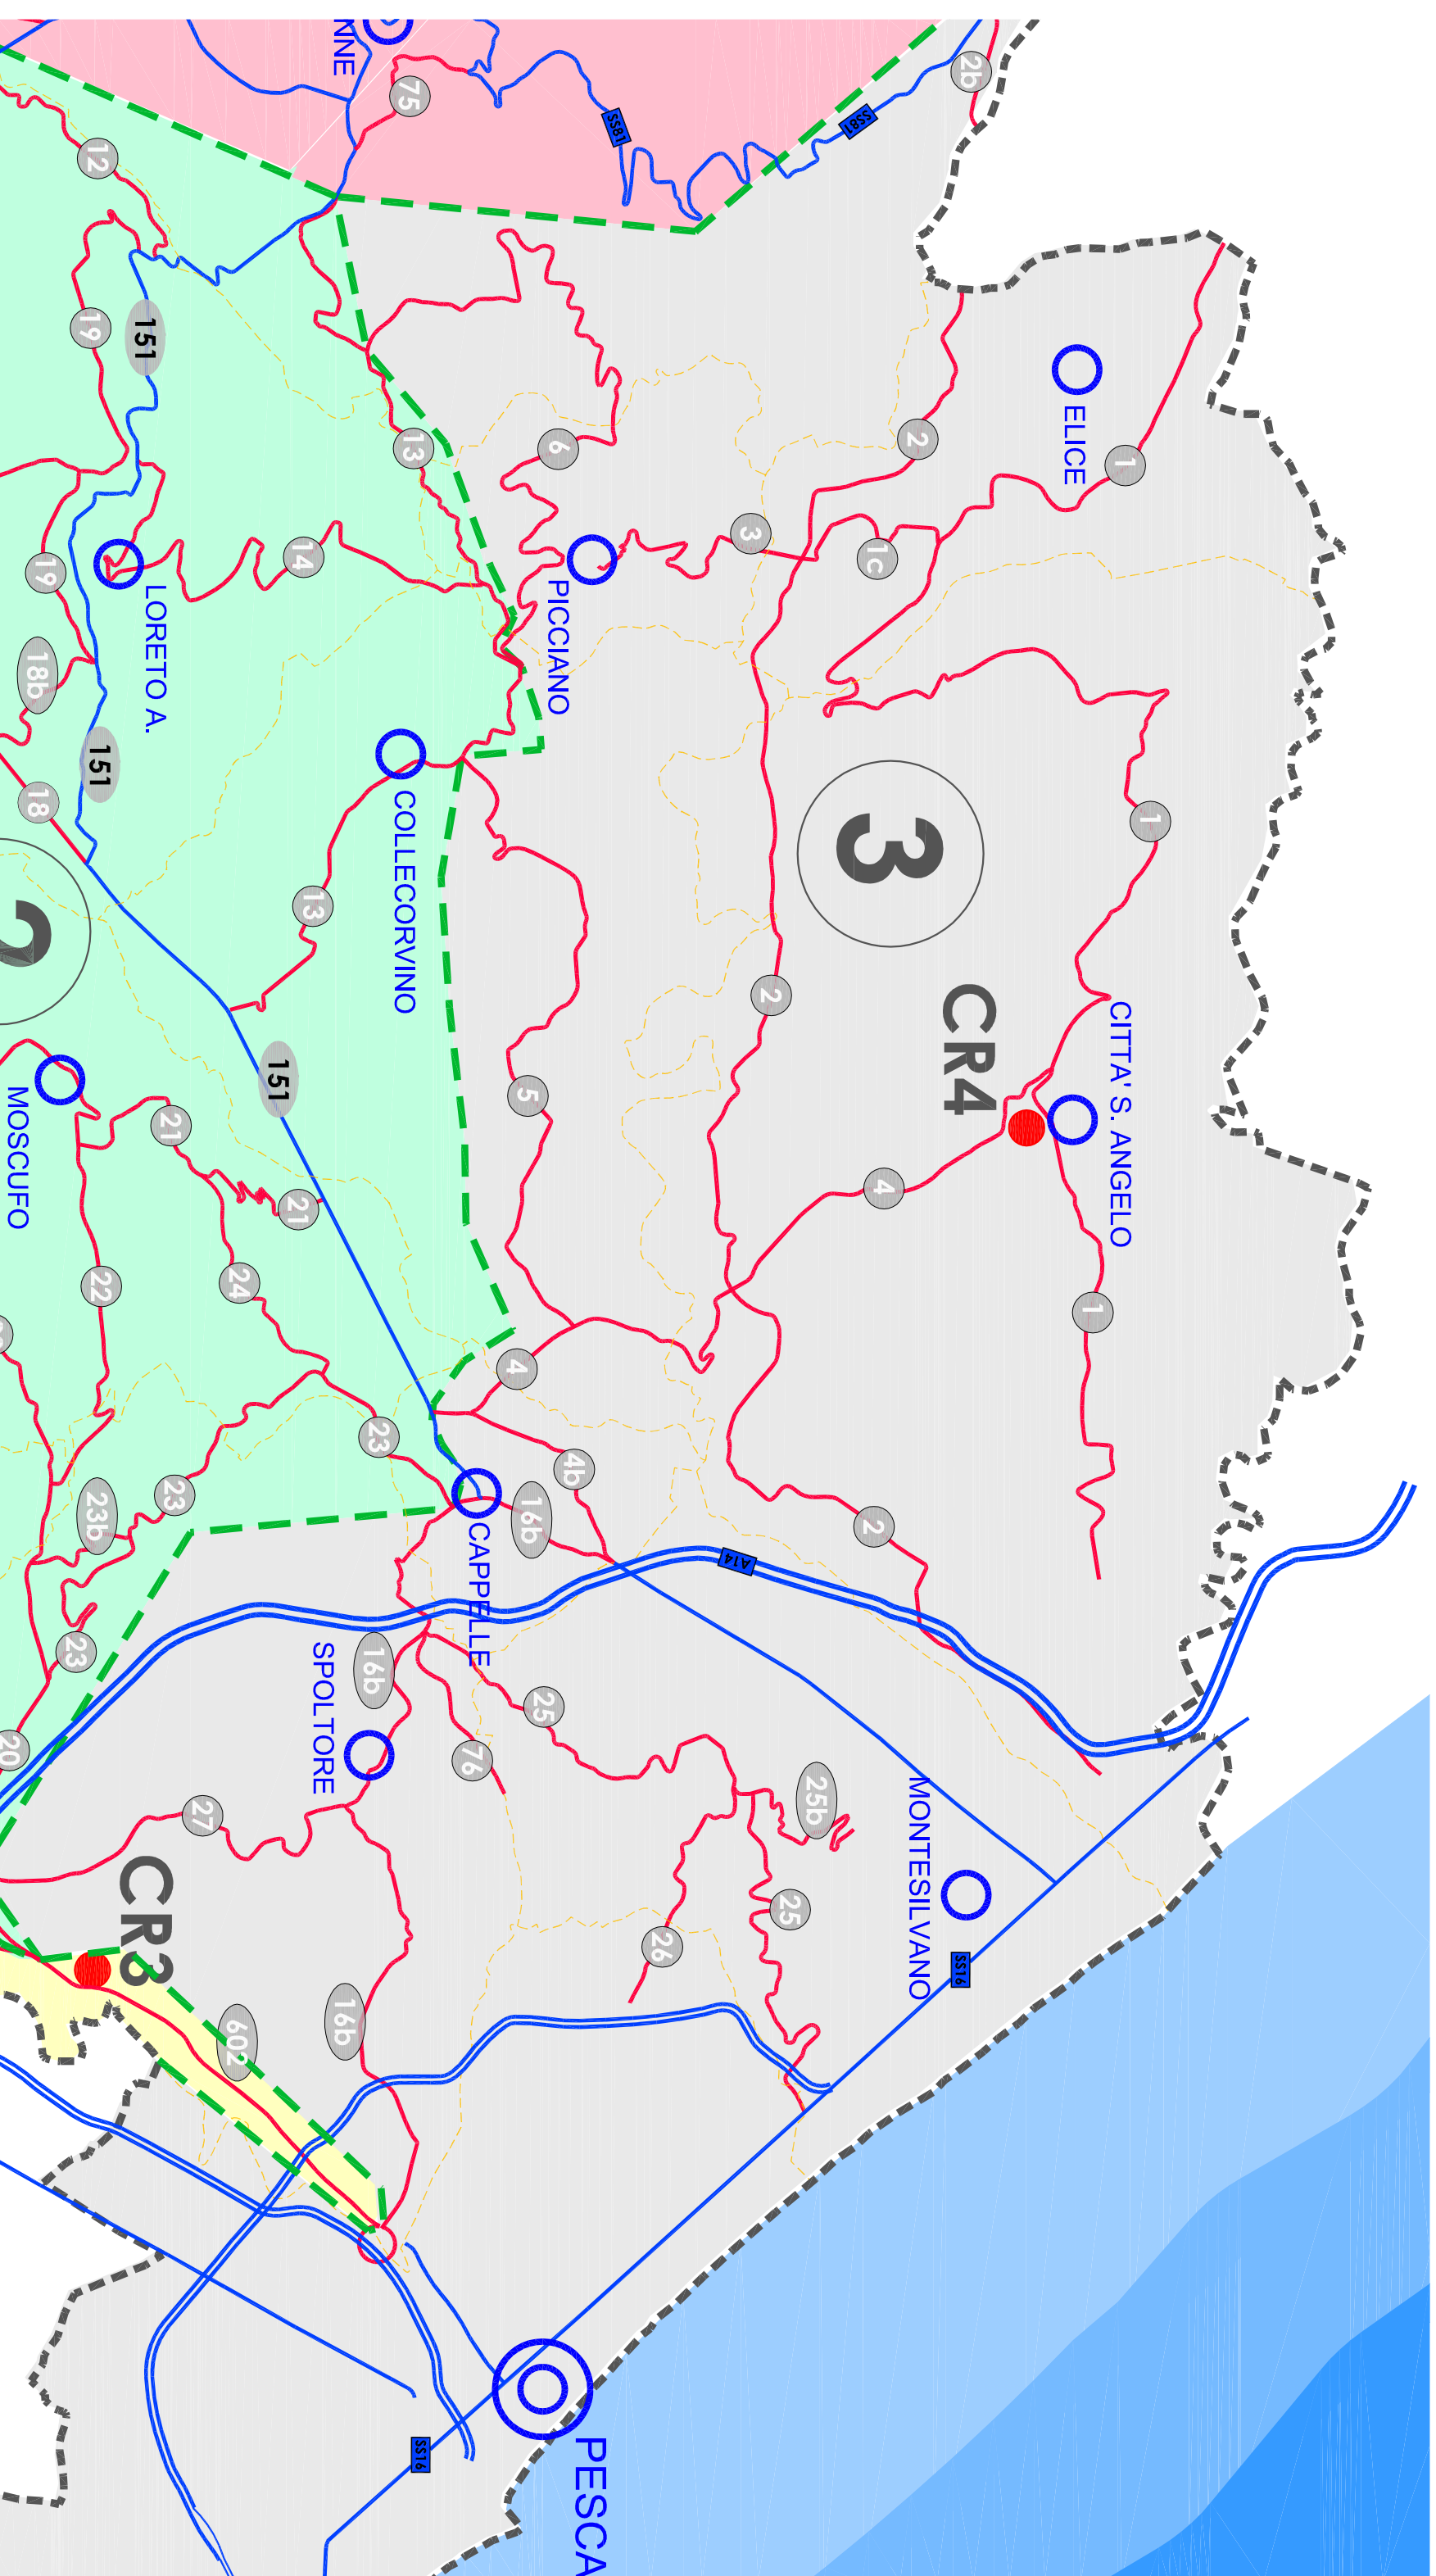 NNE
2b
75
SS81
SS81
12
151
19
ELICE
2
1
13
6
3
1c
14
19
LORETO A.
PICCIANO
18b
151
18
COLLECORVINO
1
3
13
2
2
CR4
CITTA' S. ANGELO
151
5
MOSCUFO
21
21
4
22
24
1
4
23
4b
23b
23
16b
CAPPELLE
2
A14
23
16b
SPOLTORE
25
76
20
27
25b
MONTESILVANO
CR3
25
26
SS16
602
16b
PESCA
SS16